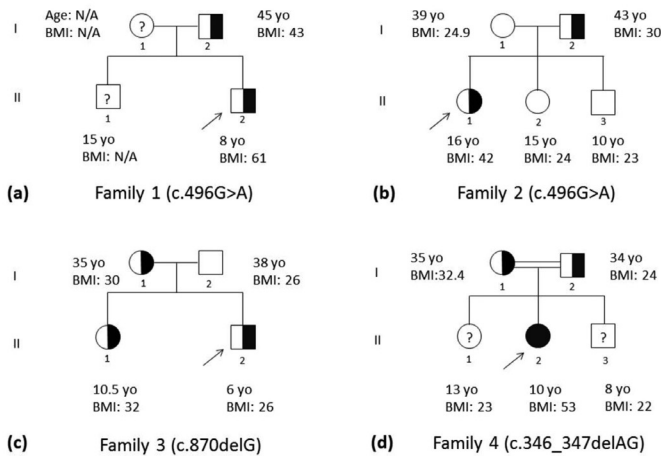 Age: N/A
BMI: N/A
?
1
2
45 yo
BMI: 43
I
II
?
1
2
15 yo
BMI: N/A
8 yo
BMI: 61
(a) Family 1 (c.496G>A)
39 yo
BMI: 24.9
1
2
43 yo
BMI: 30
I
II
1
2
3
16 yo
BMI: 42
15 yo
BMI: 24
10 yo
BMI: 23
(b) Family 2 (c.496G>A)
35 yo
BMI: 30
1
2
38 yo
BMI: 26
I
II
1
2
10.5 yo
BMI: 32
6 yo
BMI: 26
(c) Family 3 (c.870delG)
35 yo
BMI:32.4
1
2
34 yo
BMI: 24
I
II
?
1
2
?
3
13 yo
BMI: 23
10 yo
BMI: 53
8 yo
BMI: 22
(d) Family 4 (c.346_347delAG)